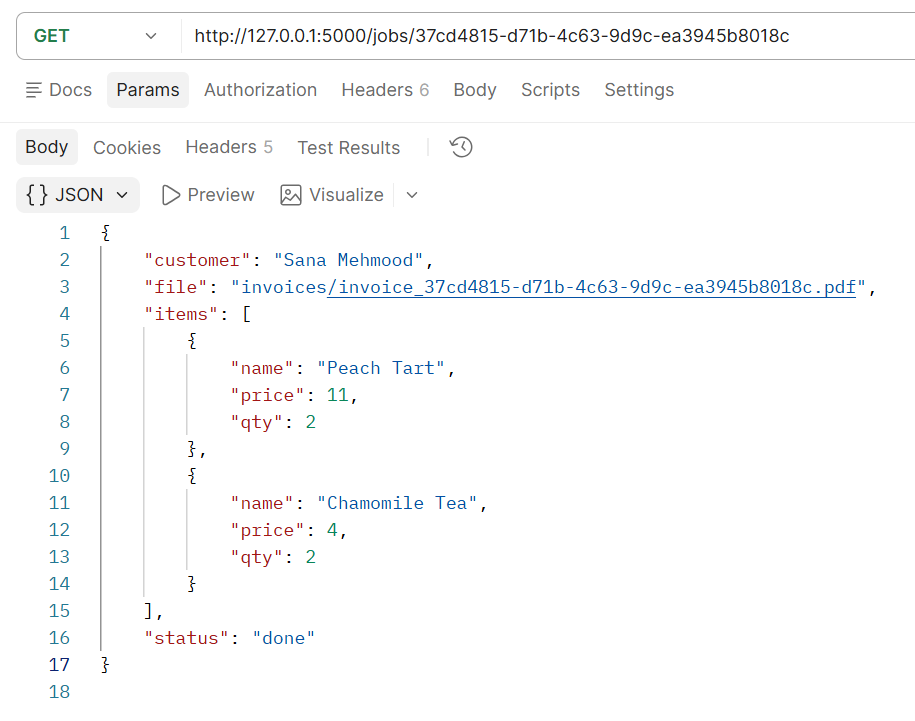 GET http://127.0.0.1:5000/jobs/37cd4815-d71b-4c63-9d9c-ea3945b8018c
Docs Params Authorization Headers 6 Body Scripts Settings
Body Cookies Headers 5 Test Results
{} JSON Preview Visualize
1 {
2 "customer": "Sana Mehmood",
3 "file": "invoices/invoice_37cd4815-d71b-4c63-9d9c-ea3945b8018c.pdf",
4 "items": [
5 {
6 "name": "Peach Tart",
7 "price": 11,
8 "qty": 2
9 },
10 {
11 "name": "Chamomile Tea",
12 "price": 4,
13 "qty": 2
14 }
15 ],
16 "status": "done"
17 }
18